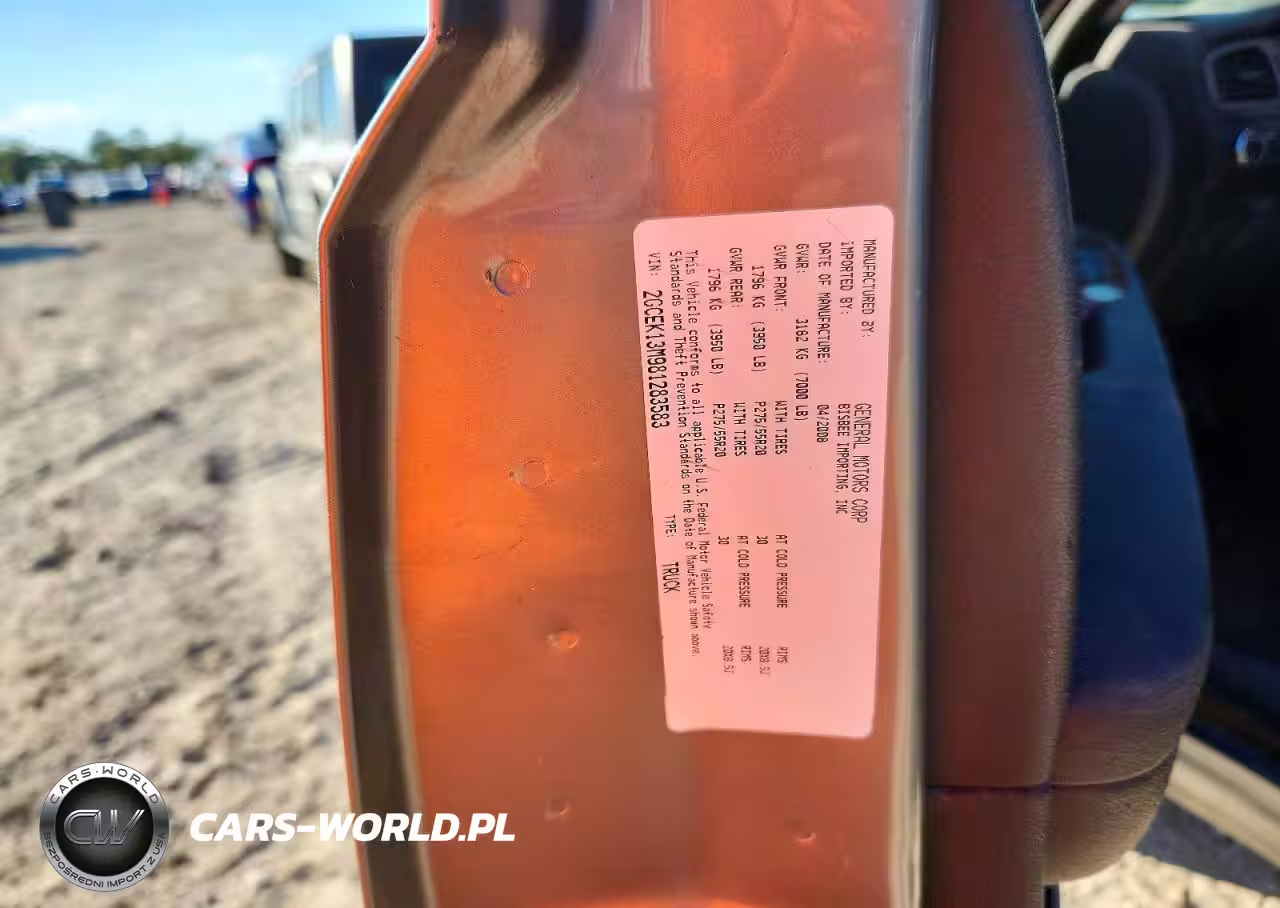 MANUFACTURED BY: GENERAL MOTORS CORP
IMPORTED BY: BISBEE IMPORTING, INC
DATE OF MANUFACTURE: 04/2008
GVWR: 3182 KG (7000 LB)
GVWR FRONT: WITH TIRES AT COLD PRESSURE RIMS
1796 KG (3950 LB) P275/55R20 30 20X8.5J
GVWR REAR: WITH TIRES AT COLD PRESSURE RIMS
1796 KG (3950 LB) P275/55R20 30 20X8.5J
This Vehicle conforms to all applicable U.S. Federal Motor Vehicle Safety
Standards and Theft Prevention Standards on the Date of Manufacture shown above.
VIN: 2GCEK13M981283583 TYPE: TRUCK
CARS-WORLD
CW
BEZPOŚREDNI IMPORT Z USA
CARS-WORLD.PL